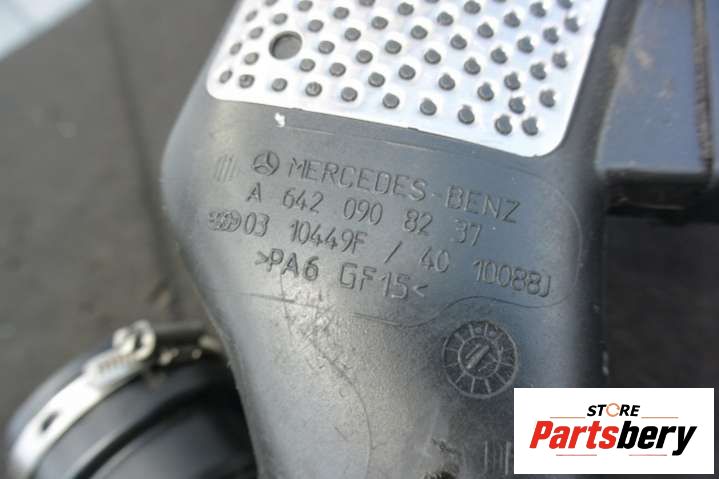 MERCEDES-BENZ
A 642 090 82 37
03 10449F / 40 10088J
>PA6 GF15<
STORE
Partsbery